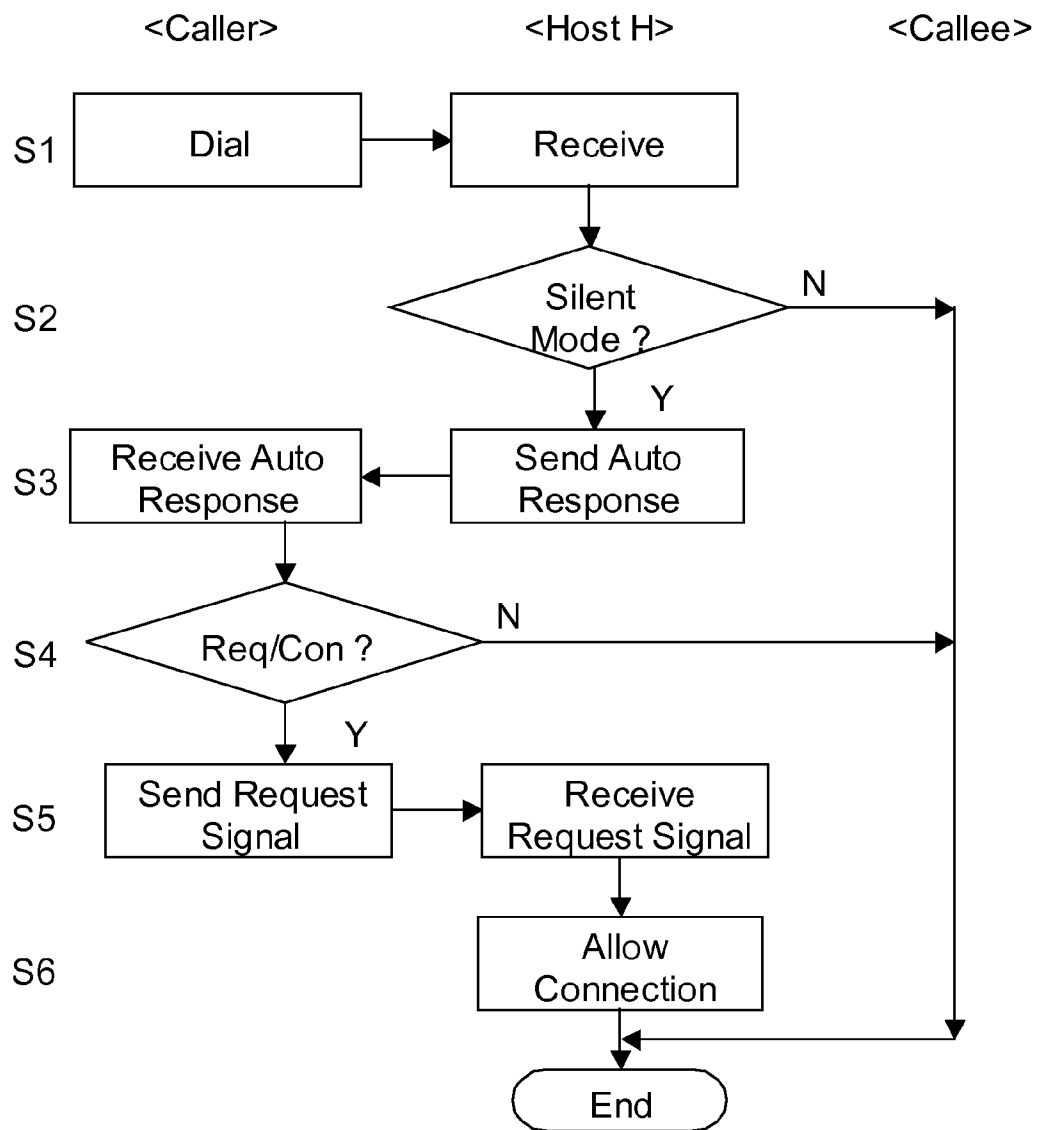 <Caller> <Host H> <Callee>
S1 Dial Receive
S2 Silent
Mode ?
N
Y
S3 Receive Auto
Response
Send Auto
Response
S4 Req/Con ?
N
Y
S5 Send Request
Signal
Receive
Request Signal
S6 Allow
Connection
End